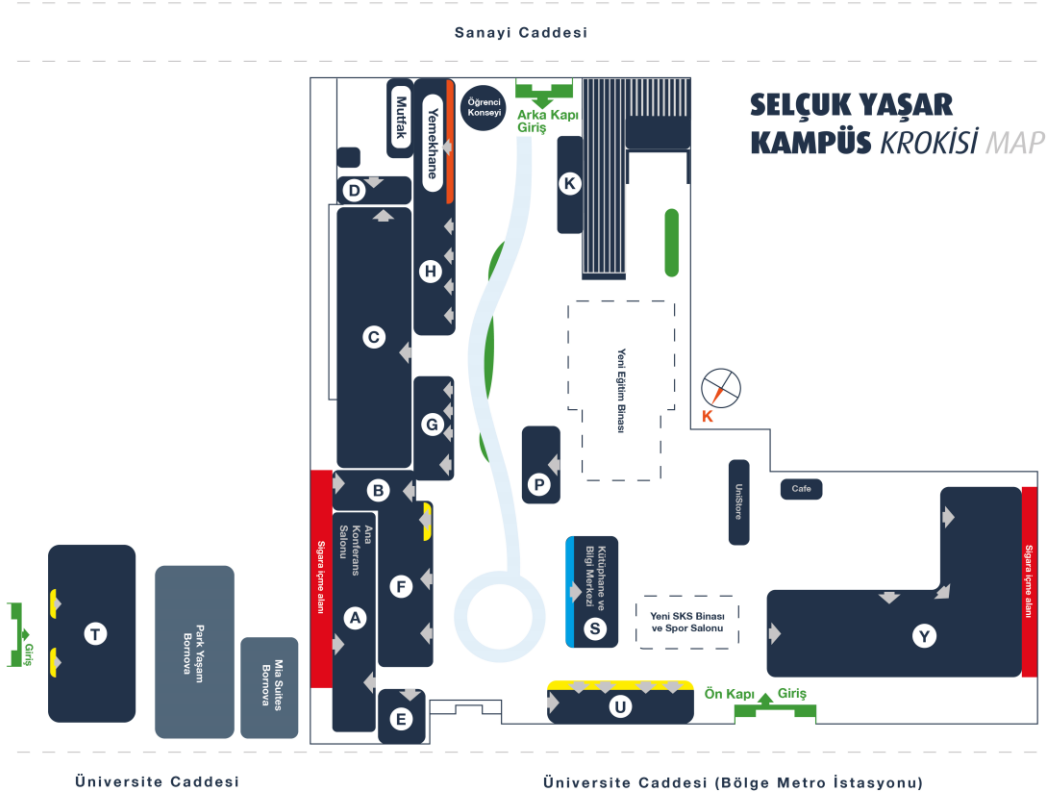 Sanayi Caddesi
SELÇUK YAŞAR
KAMPÜS KROKİSİ MAP
Mutfak
Yemekhane
Öğrenci
Konseyi
Arka Kapı
Giriş
D
K
H
C
Yeni Eğitim Binası
K
G
P
B
UniStore
Cafe
Ana
Konferans
Salonu
Sigara içme alanı
F
A
Kütüphane ve
Bilgi Merkezi
S
Yeni SKS Binası
ve Spor Salonu
Y
Sigara içme alanı
T
Giriş
Park Yaşam
Bornova
Mia Suites
Bornova
E
U
Ön Kapı Giriş
Üniversite Caddesi
Üniversite Caddesi (Bölge Metro İstasyonu)